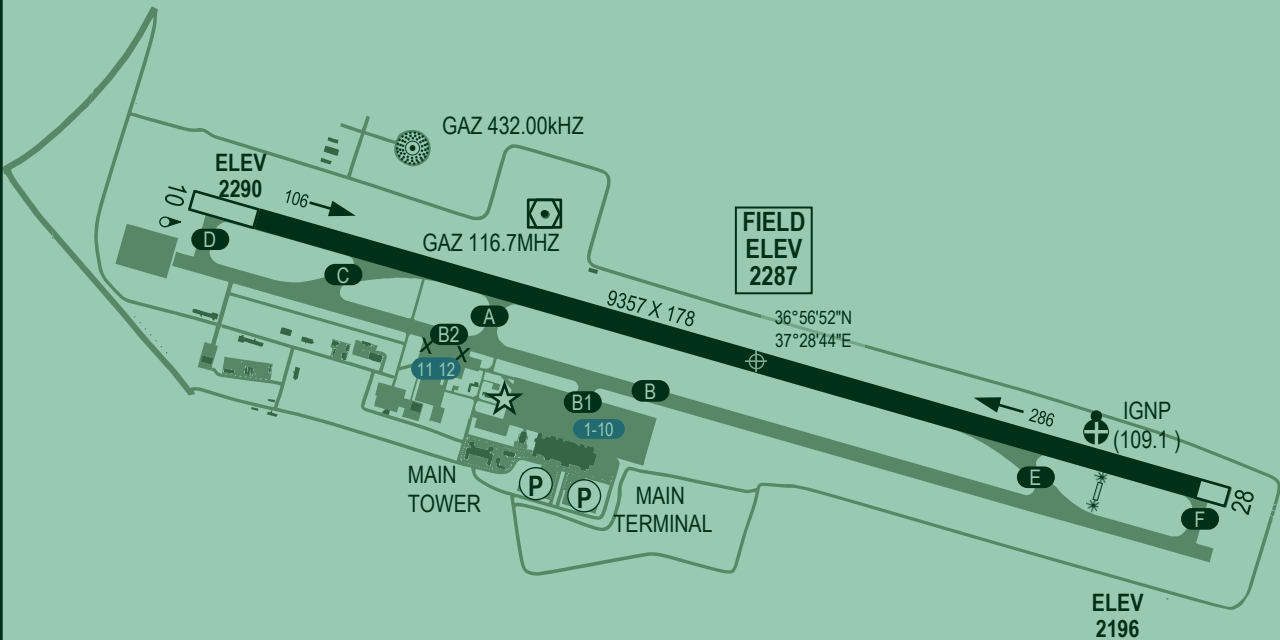 GAZ 432.00kHZ
ELEV
2290
10
106
D
GAZ 116.7MHZ
FIELD
ELEV
2287
C
9357 X 178
A
36°56'52"N
37°28'44"E
B2
11 12
B
B1
1-10
286
IGNP
(109.1 )
MAIN
TOWER
P
P
MAIN
TERMINAL
E
28
F
ELEV
2196